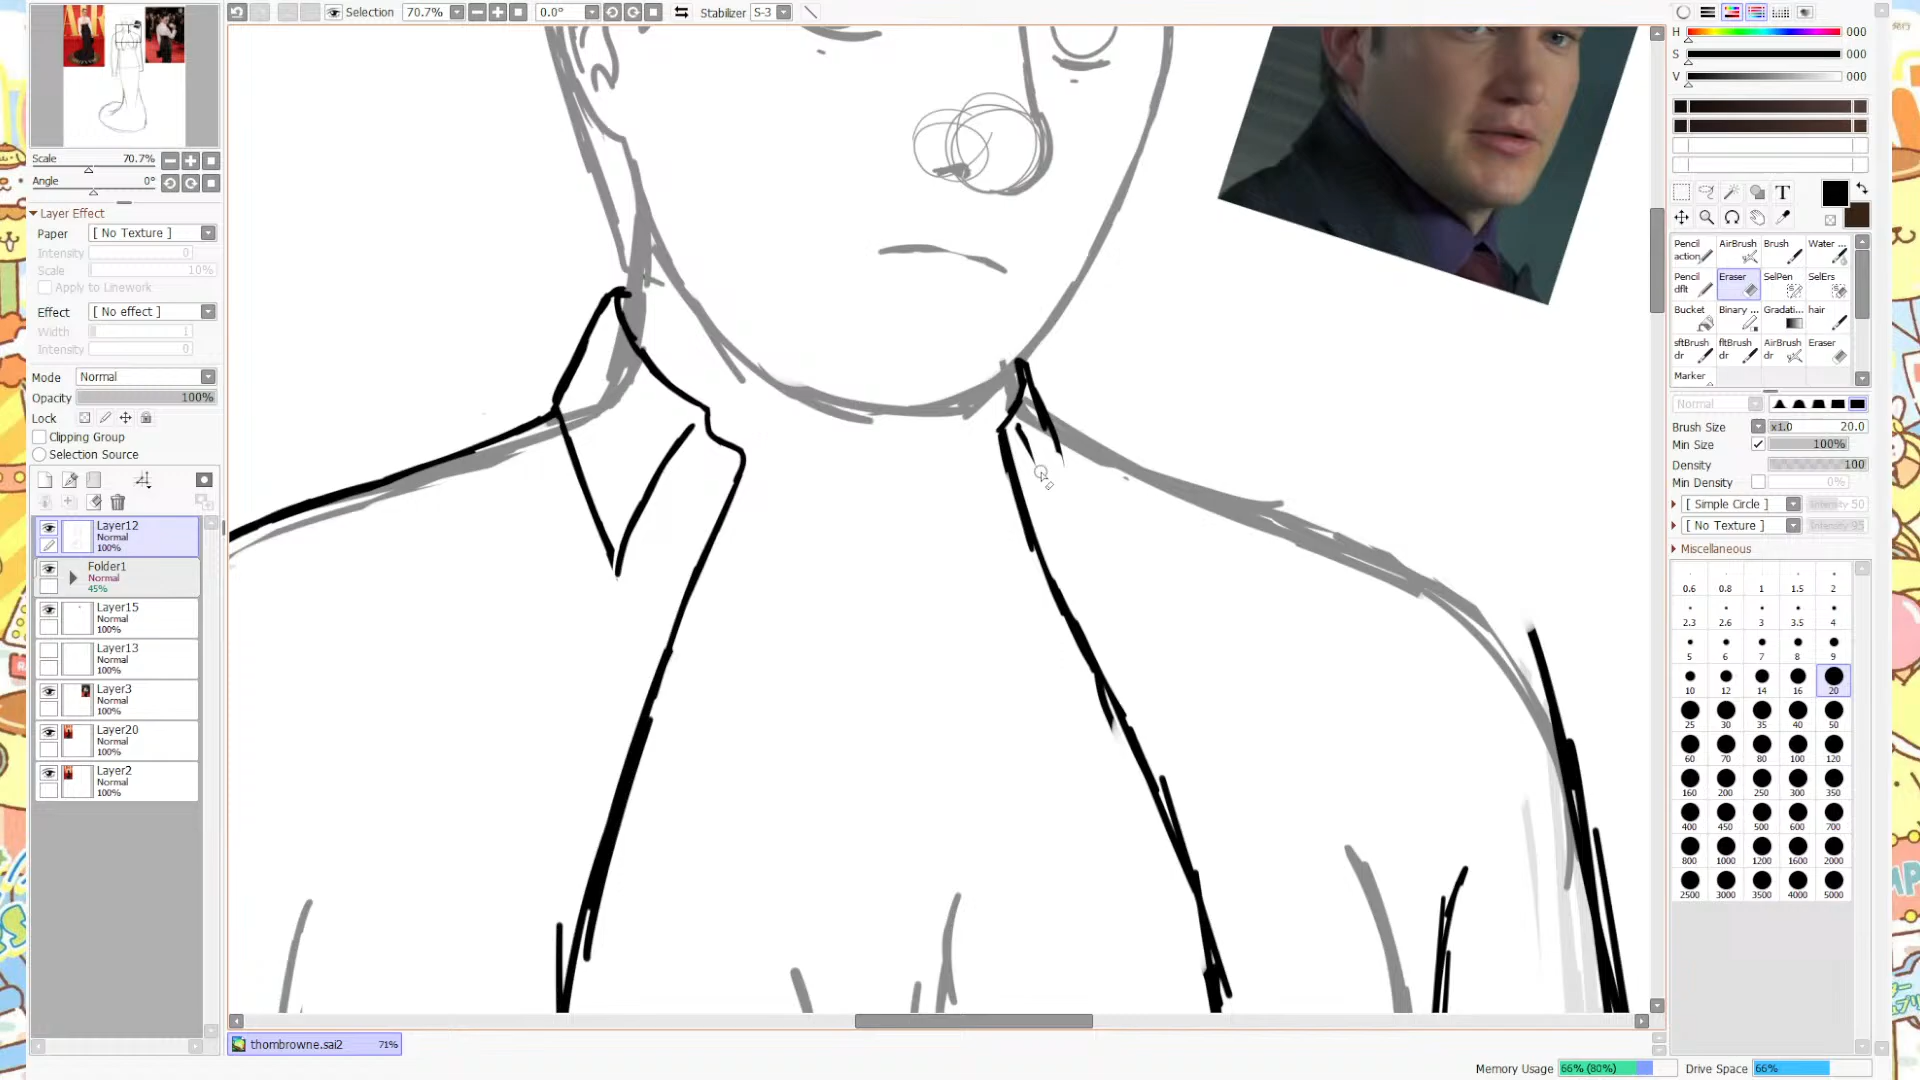 Selection 70.7% 0.0° Stabilizer S-3
Scale 70.7%
Angle 0°
Layer Effect
Paper [ No Texture ]
Intensity 0
Scale 10%
Apply to Linework
Effect [ No effect ]
Width 1
Intensity 0
Mode Normal
Opacity 100%
Lock
Clipping Group
Selection Source
Layer12
Normal
100%
Folder1
Normal
45%
Layer15
Normal
100%
Layer13
Normal
100%
Layer3
Normal
100%
Layer20
Normal
100%
Layer2
Normal
100%
H 000
S 000
V 000
T
Pencil action AirBrush Brush Water ...
Pencil dflt Eraser SelPen SelErs
Bucket Binary ... Gradati... hair
sftBrush dr fltBrush dr AirBrush dr Eraser
Marker
Normal
Brush Size x1.0 20.0
Min Size 100%
Density 100
Min Density 0%
[ Simple Circle ] Intensity 50
[ No Texture ] Intensity 95
Miscellaneous
0.6 0.8 1 1.5 2
2.3 2.6 3 3.5 4
5 6 7 8 9
10 12 14 16 20
25 30 35 40 50
60 70 80 100 120
160 200 250 300 350
400 450 500 600 700
800 1000 1200 1600 2000
2500 3000 3500 4000 5000
thombrowne.sai2 71%
Memory Usage 66% (80%) Drive Space 66%